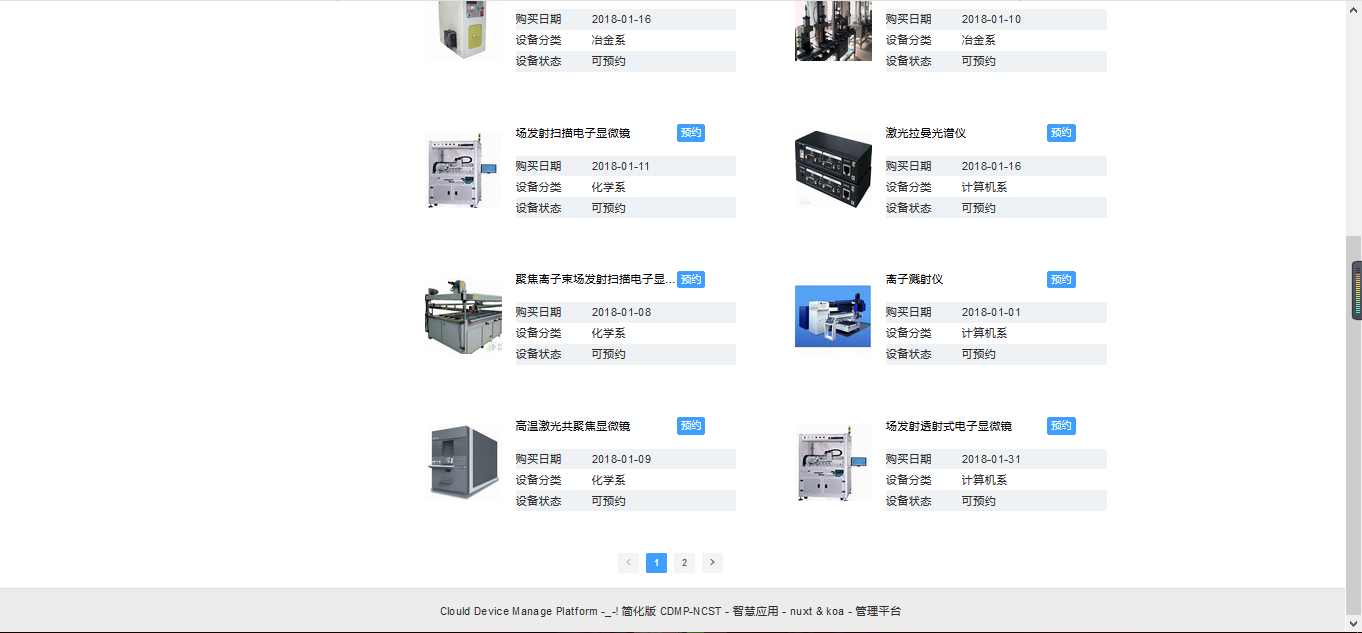 购买日期 2018-01-16
设备分类 冶金系
设备状态 可预约
购买日期 2018-01-10
设备分类 冶金系
设备状态 可预约
场发射扫描电子显微镜 预约
购买日期 2018-01-11
设备分类 化学系
设备状态 可预约
激光拉曼光谱仪 预约
购买日期 2018-01-16
设备分类 计算机系
设备状态 可预约
聚焦离子束场发射扫描电子显... 预约
购买日期 2018-01-08
设备分类 化学系
设备状态 可预约
离子溅射仪 预约
购买日期 2018-01-01
设备分类 计算机系
设备状态 可预约
高温激光共聚焦显微镜 预约
购买日期 2018-01-09
设备分类 化学系
设备状态 可预约
场发射透射式电子显微镜 预约
购买日期 2018-01-31
设备分类 计算机系
设备状态 可预约
< 1 2 >
Clould Device Manage Platform -_-! 简化版 CDMP-NCST - 智慧应用 - nuxt & koa - 管理平台